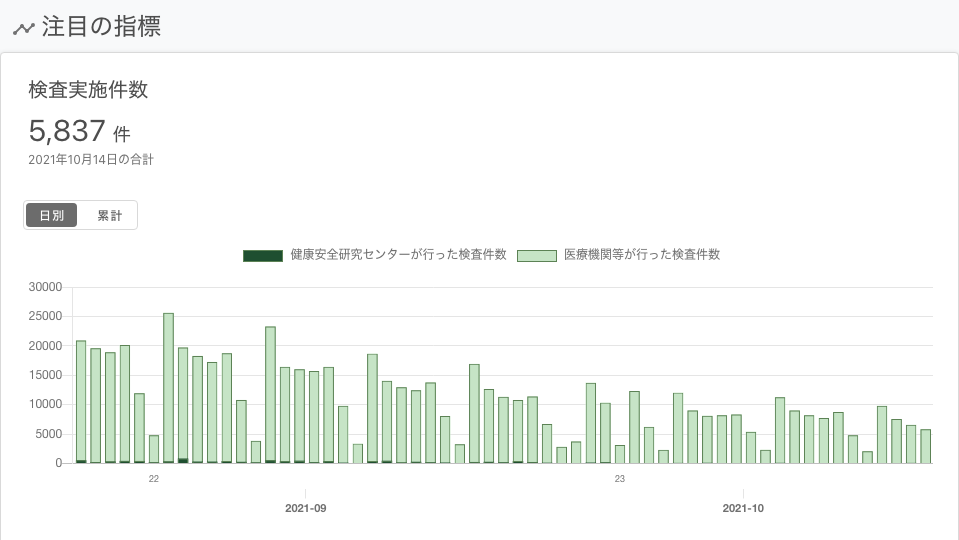 注目の指標
検査実施件数
5,837 件
2021年10月14日の合計
日別 累計
健康安全研究センターが行った検査件数 医療機関等が行った検査件数
30000
25000
20000
15000
10000
5000
0
22 23
2021-09 2021-10